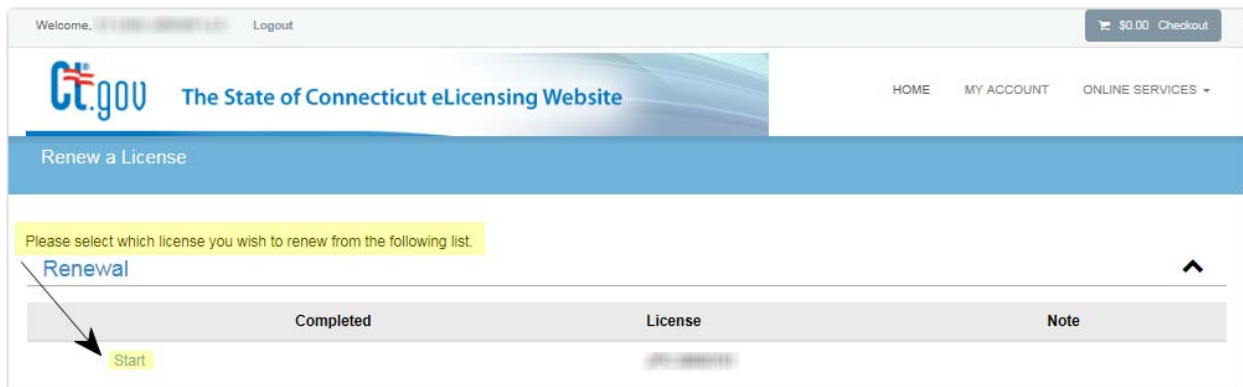 Welcome, Logout $0.00 Checkout
Ct.gov The State of Connecticut eLicensing Website HOME MY ACCOUNT ONLINE SERVICES
Renew a License
Please select which license you wish to renew from the following list.
Renewal
Completed License Note
Start